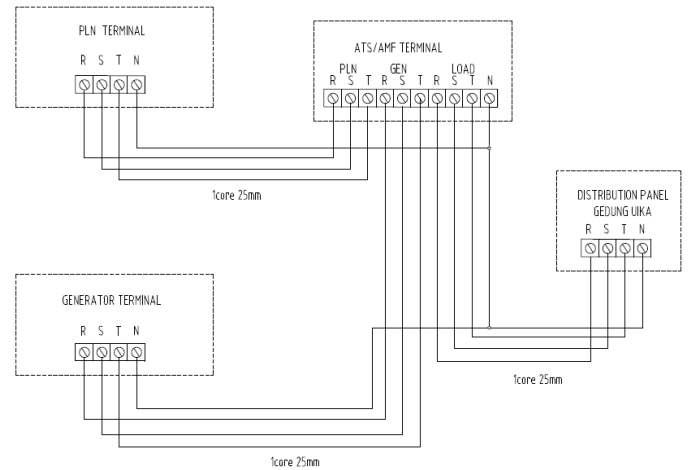 PLN TERMINAL
R S T N
1core 25mm
ATS/AMF TERMINAL
PLN GEN LOAD
R S T R S T R S T N
DISTRIBUTION PANEL
GEDUNG UIKA
R S T N
1core 25mm
GENERATOR TERMINAL
R S T N
1core 25mm